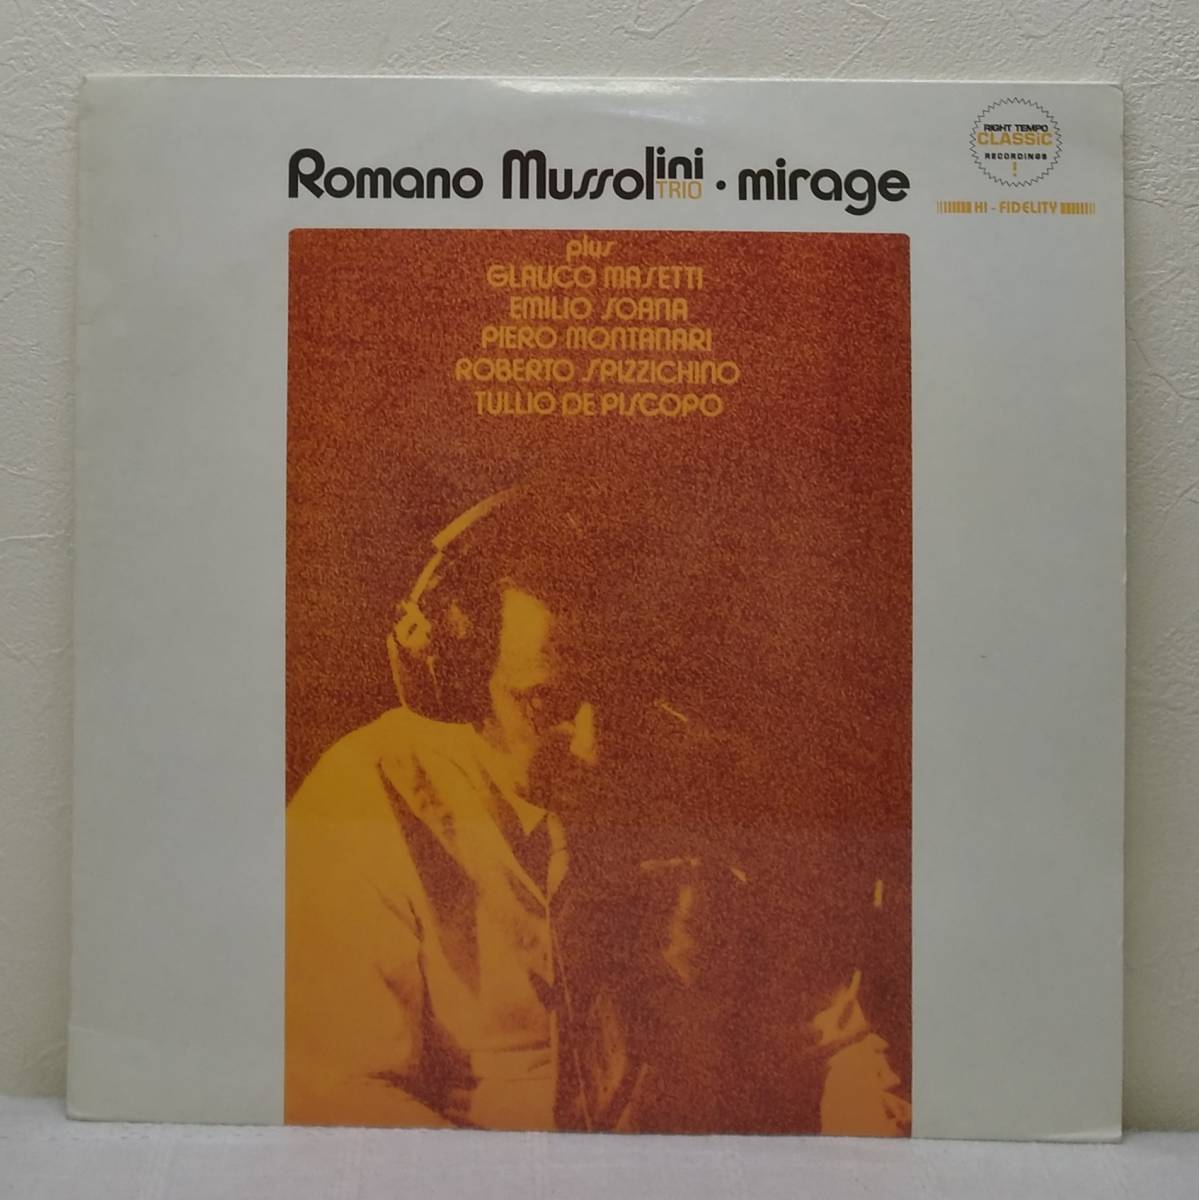 RIGHT TEMPO
CLASSIC
RECORDINGS
!
HI - FIDELITY
Romano Mussolini TRIO • mirage
plus
GLAUCO MASETTI
EMILIO SOANA
PIERO MONTANARI
ROBERTO SPIZZICHINO
TULLIO DE PISCOPO